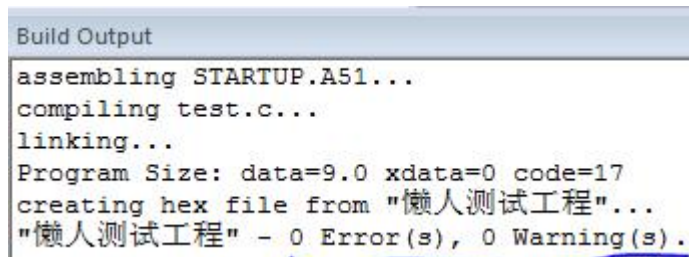 Build Output
assembling STARTUP.A51...
compiling test.c...
linking...
Program Size: data=9.0 xdata=0 code=17
creating hex file from "懒人测试工程"...
"懒人测试工程" - 0 Error(s), 0 Warning(s).